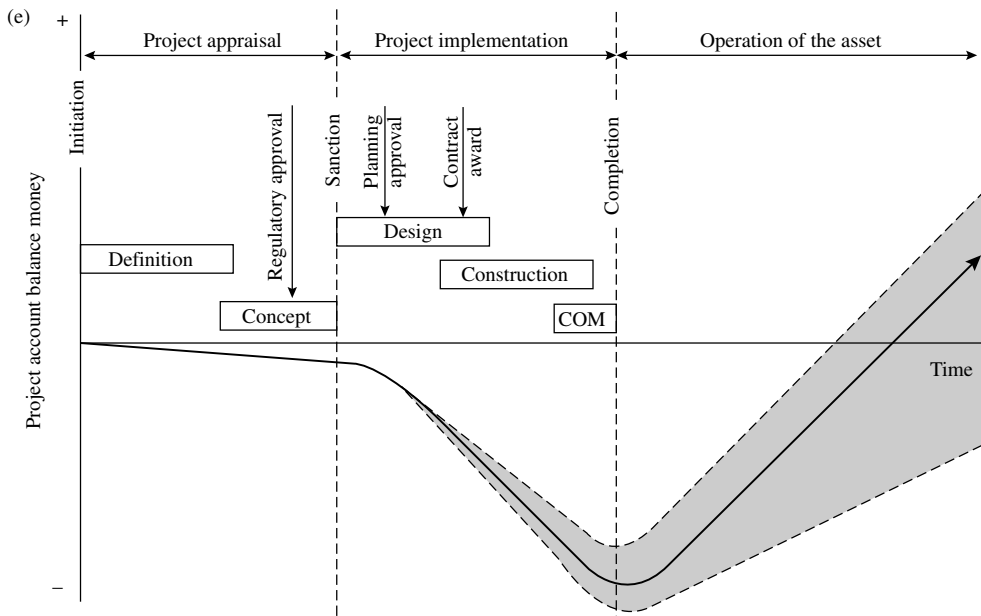 (e)
+
Project appraisal
Project implementation
Operation of the asset
Initiation
Regulatory approval
Sanction
Planning
approval
Contract
award
Completion
Design
Definition
Construction
Concept
COM
Project account balance money
Time
−